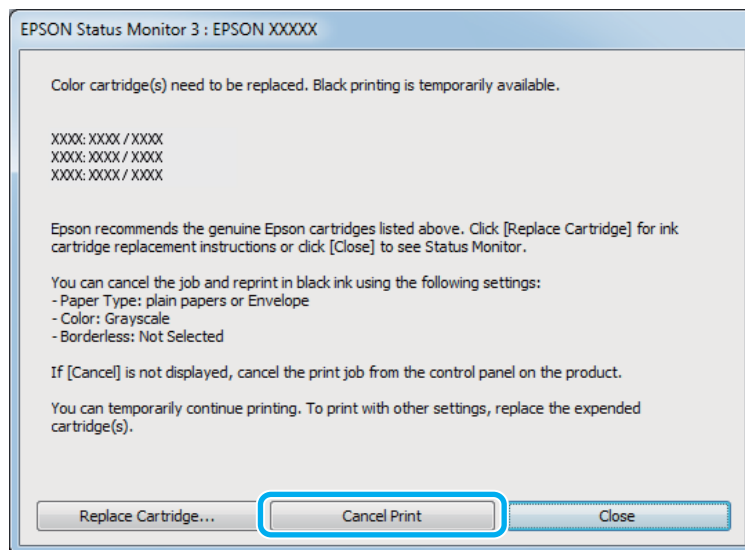 EPSON Status Monitor 3 : EPSON XXXXX
Color cartridge(s) need to be replaced. Black printing is temporarily available.
XXXX: XXXX / XXXX
XXXX: XXXX / XXXX
XXXX: XXXX / XXXX
Epson recommends the genuine Epson cartridges listed above. Click [Replace Cartridge] for ink
cartridge replacement instructions or click [Close] to see Status Monitor.
You can cancel the job and reprint in black ink using the following settings:
- Paper Type: plain papers or Envelope
- Color: Grayscale
- Borderless: Not Selected
If [Cancel] is not displayed, cancel the print job from the control panel on the product.
You can temporarily continue printing. To print with other settings, replace the expended
cartridge(s).
Replace Cartridge... Cancel Print Close